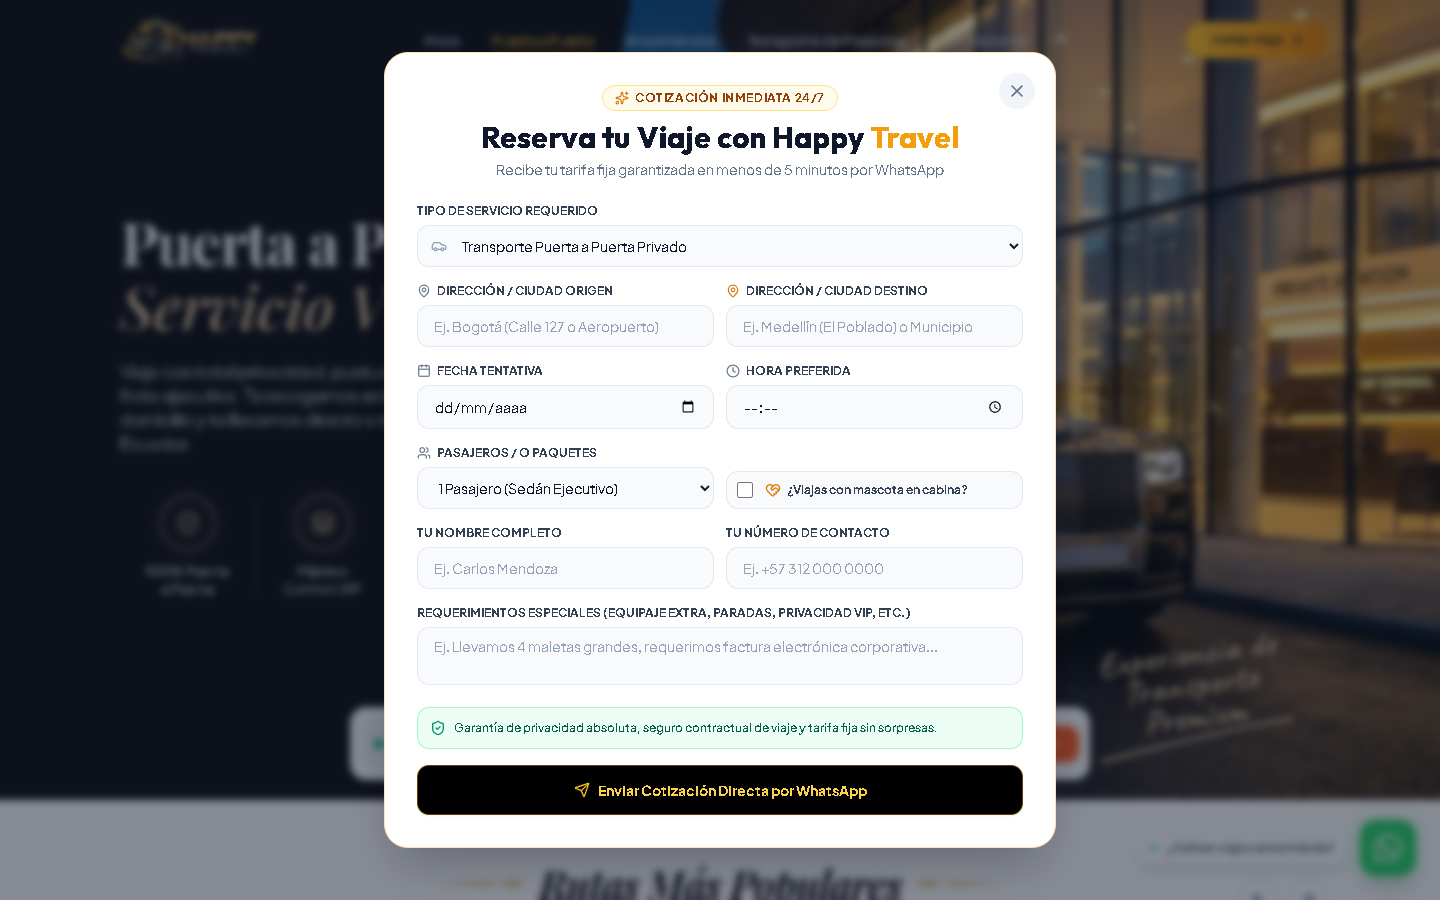 HAPPY
COTIZACIÓN INMEDIATA 24/7
Reserva tu Viaje con Happy Travel
Recibe tu tarifa fija garantizada en menos de 5 minutos por WhatsApp
TIPO DE SERVICIO REQUERIDO
Transporte Puerta a Puerta Privado
DIRECCIÓN / CIUDAD ORIGEN
DIRECCIÓN / CIUDAD DESTINO
Ej. Bogotá (Calle 127 o Aeropuerto)
Ej. Medellín (El Poblado) o Municipio
FECHA TENTATIVA
HORA PREFERIDA
dd/mm/aaaa
--:--
PASAJEROS / O PAQUETES
1 Pasajero (Sedán Ejecutivo)
¿Viajas con mascota en cabina?
TU NOMBRE COMPLETO
TU NÚMERO DE CONTACTO
Ej. Carlos Mendoza
Ej. +57 312 000 0000
REQUERIMIENTOS ESPECIALES (EQUIPAJE EXTRA, PARADAS, PRIVACIDAD VIP, ETC.)
Ej. Llevamos 4 maletas grandes, requerimos factura electrónica corporativa...
Garantía de privacidad absoluta, seguro contractual de viaje y tarifa fija sin sorpresas.
Enviar Cotización Directa por WhatsApp
Puerta a P
Servicio V
Experiencia de
Transporte
Premium
Rutas Más Populares